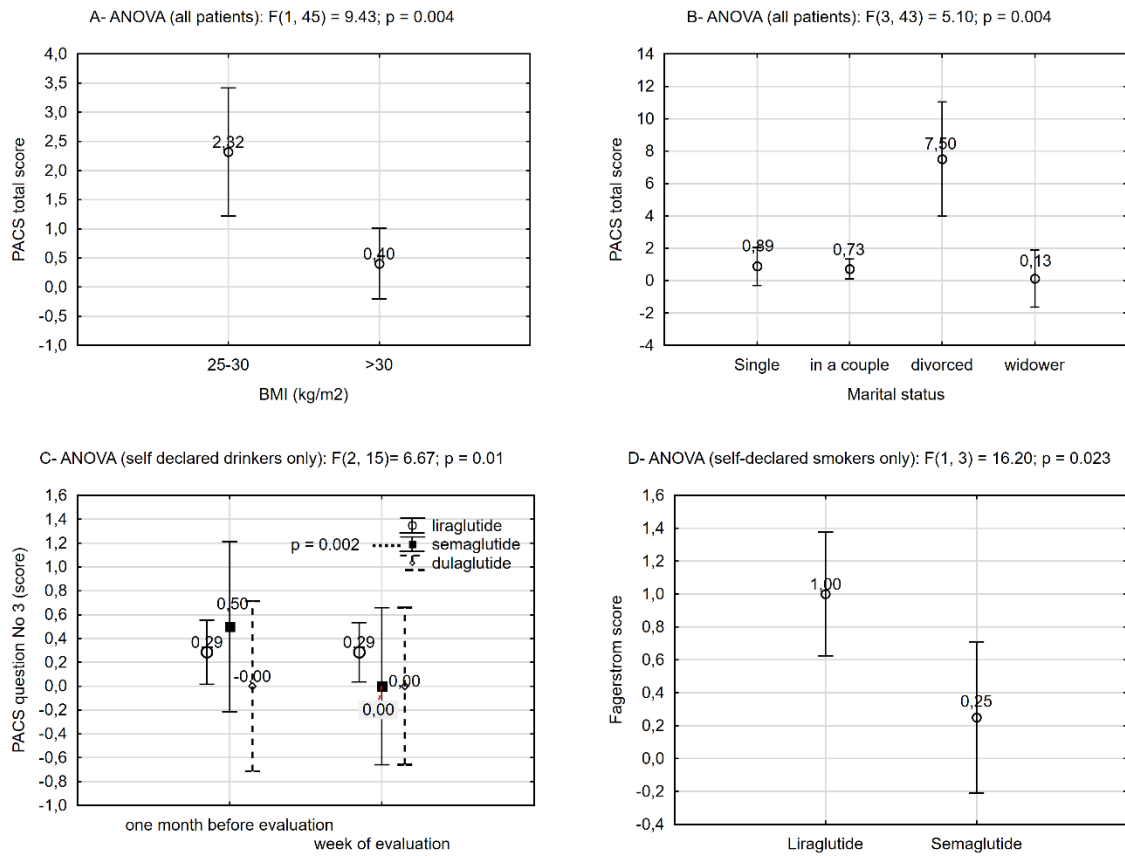 A- ANOVA (all patients): F(1, 45) = 9.43; p = 0.004
4,0
3,5
3,0
2,5
2,0
1,5
1,0
0,5
0,0
-0,5
-1,0
PACS total score
2,32
0,40
25-30
>30
BMI (kg/m2)
B- ANOVA (all patients): F(3, 43) = 5.10; p = 0.004
14
12
10
8
6
4
2
0
-2
-4
PACS total score
0,89
0,73
7,50
0,13
Single
in a couple
divorced
widower
Marital status
C- ANOVA (self declared drinkers only): F(2, 15)= 6.67; p = 0.01
1,6
1,4
1,2
1,0
0,8
0,6
0,4
0,2
0,0
-0,2
-0,4
-0,6
-0,8
-1,0
PACS question No 3 (score)
liraglutide
p = 0.002
semaglutide
dulaglutide
0,29
0,50
-0,00
0,29
0,00
0,00
one month before evaluation
week of evaluation
D- ANOVA (self-declared smokers only): F(1, 3) = 16.20; p = 0.023
1,6
1,4
1,2
1,0
0,8
0,6
0,4
0,2
0,0
-0,2
-0,4
Fagerstrom score
1,00
0,25
Liraglutide
Semaglutide